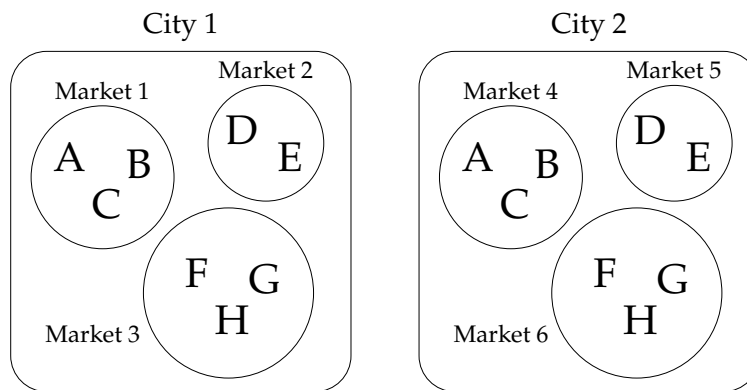 City 1
Market 1
Market 2
A
B
C
D
E
F
G
H
Market 3
City 2
Market 4
Market 5
A
B
C
D
E
F
G
H
Market 6